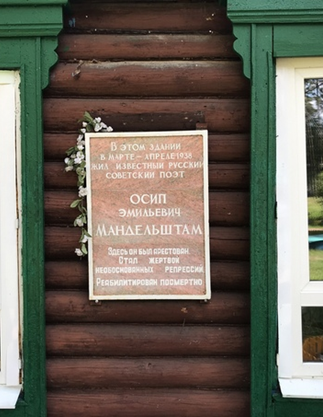 В ЭТОМ ЗДАНИИ
В МАРТЕ – АПРЕЛЕ 1938
ЖИЛ ИЗВЕСТНЫЙ РУССКИЙ
СОВЕТСКИЙ ПОЭТ
ОСИП
ЭМИЛЬЕВИЧ
МАНДЕЛЬШТАМ
ЗДЕСЬ ОН БЫЛ АРЕСТОВАН.
СТАЛ ЖЕРТВОЙ
НЕОБОСНОВАННЫХ РЕПРЕССИЙ.
РЕАБИЛИТИРОВАН ПОСМЕРТНО.